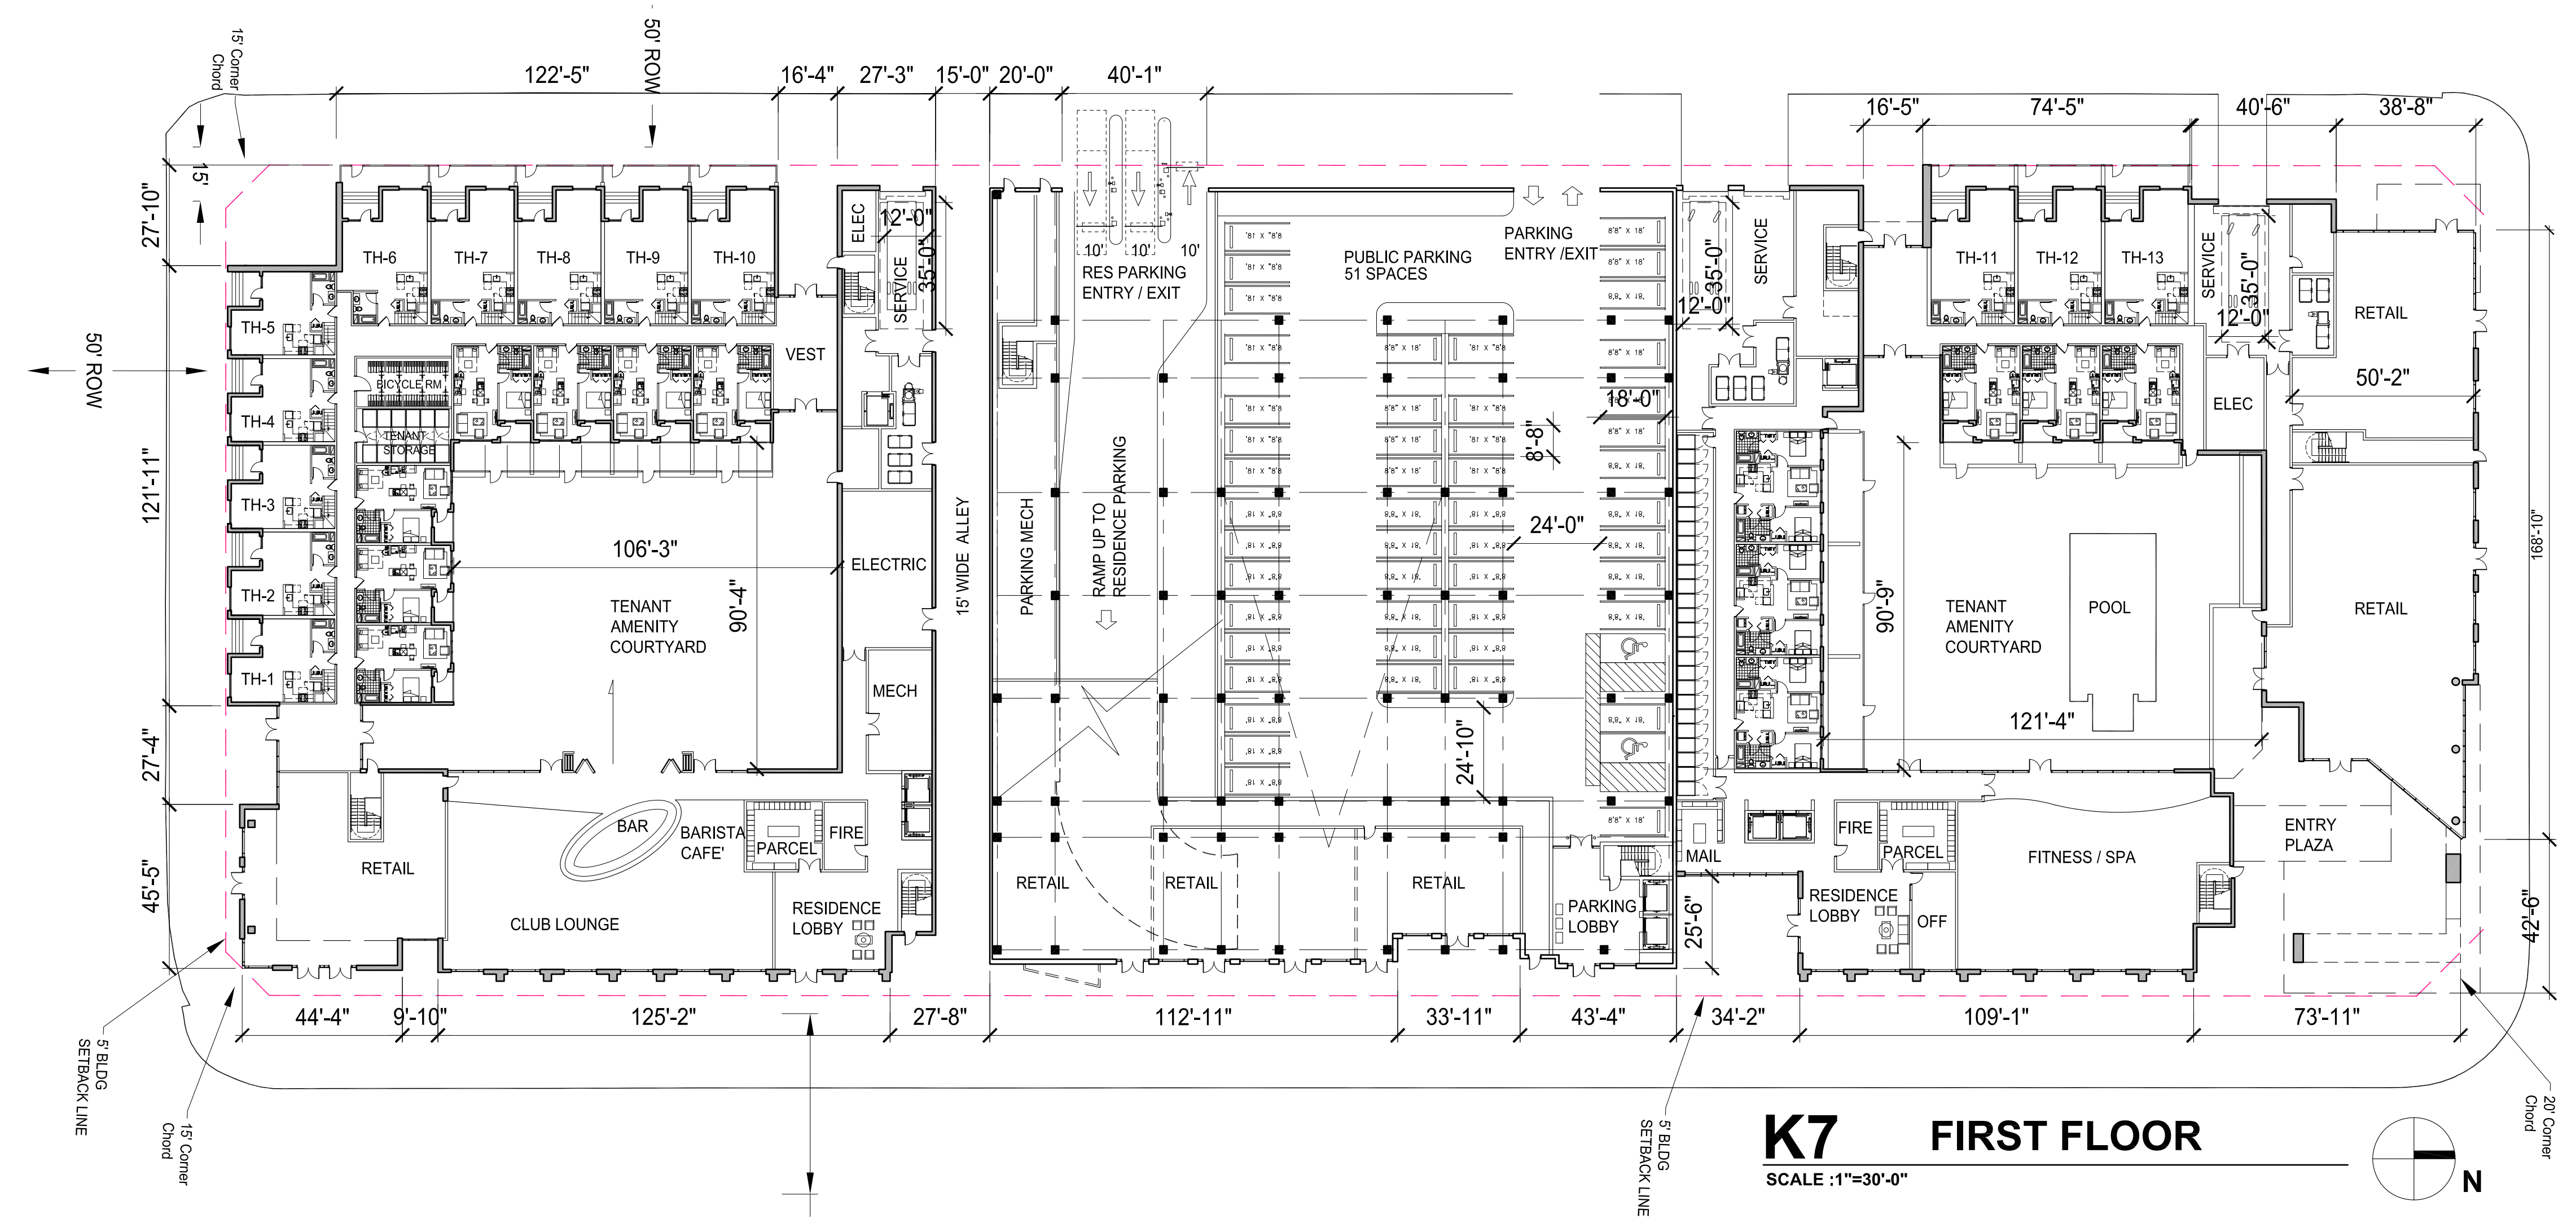 15' Corner
Chord
50' ROW
122'-5"
16'-4"
27'-3"
15'-0"
20'-0"
40'-1"
16'-5"
74'-5"
40'-6"
38'-8"
15'
27'-10"
121'-11"
27'-4"
45'-5"
50' ROW
TH-6
TH-7
TH-8
TH-9
TH-10
ELEC
12'-0"
35'-0"
SERVICE
10'
10'
10'
RES PARKING
ENTRY / EXIT
PUBLIC PARKING
51 SPACES
PARKING
ENTRY /EXIT
8'8" X 18'
35'-0"
12'-0"
SERVICE
TH-11
TH-12
TH-13
SERVICE
35'-0"
12'-0"
RETAIL
50'-2"
ELEC
TH-5
TH-4
TH-3
TH-2
TH-1
BICYCLE RM
TENANT
STORAGE
VEST
18'-0"
8'-8"
24'-0"
24'-10"
106'-3"
90'-4"
TENANT
AMENITY
COURTYARD
ELECTRIC
MECH
15' WIDE ALLEY
PARKING MECH
RAMP UP TO
RESIDENCE PARKING
90'-9"
TENANT
AMENITY
COURTYARD
POOL
121'-4"
RETAIL
168'-10"
RETAIL
BAR
BARISTA
CAFE'
PARCEL
FIRE
CLUB LOUNGE
RESIDENCE
LOBBY
RETAIL
RETAIL
RETAIL
PARKING
LOBBY
MAIL
25'-6"
FIRE
PARCEL
RESIDENCE
LOBBY
OFF
FITNESS / SPA
ENTRY
PLAZA
42'-6"
44'-4"
9'-10"
125'-2"
27'-8"
112'-11"
33'-11"
43'-4"
34'-2"
109'-1"
73'-11"
5' BLDG
SETBACK LINE
15' Corner
Chord
5' BLDG
SETBACK LINE
20' Corner
Chord
K7 FIRST FLOOR
SCALE :1"=30'-0"
N